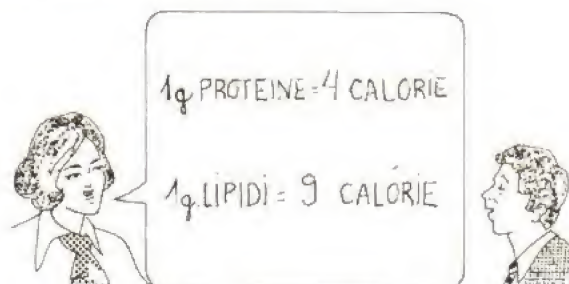 1g PROTEINE = 4 CALORIE
1g. LIPIDI = 9 CALORIE